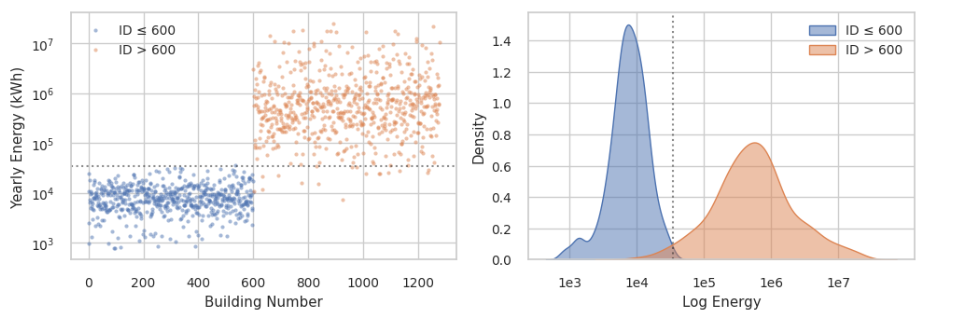 ID ≤ 600
ID > 600
10⁷
10⁶
10⁵
10⁴
10³
Yearly Energy (kWh)
0 200 400 600 800 1000 1200
Building Number
ID ≤ 600
ID > 600
1.4
1.2
1.0
0.8
0.6
0.4
0.2
0.0
Density
1e3 1e4 1e5 1e6 1e7
Log Energy